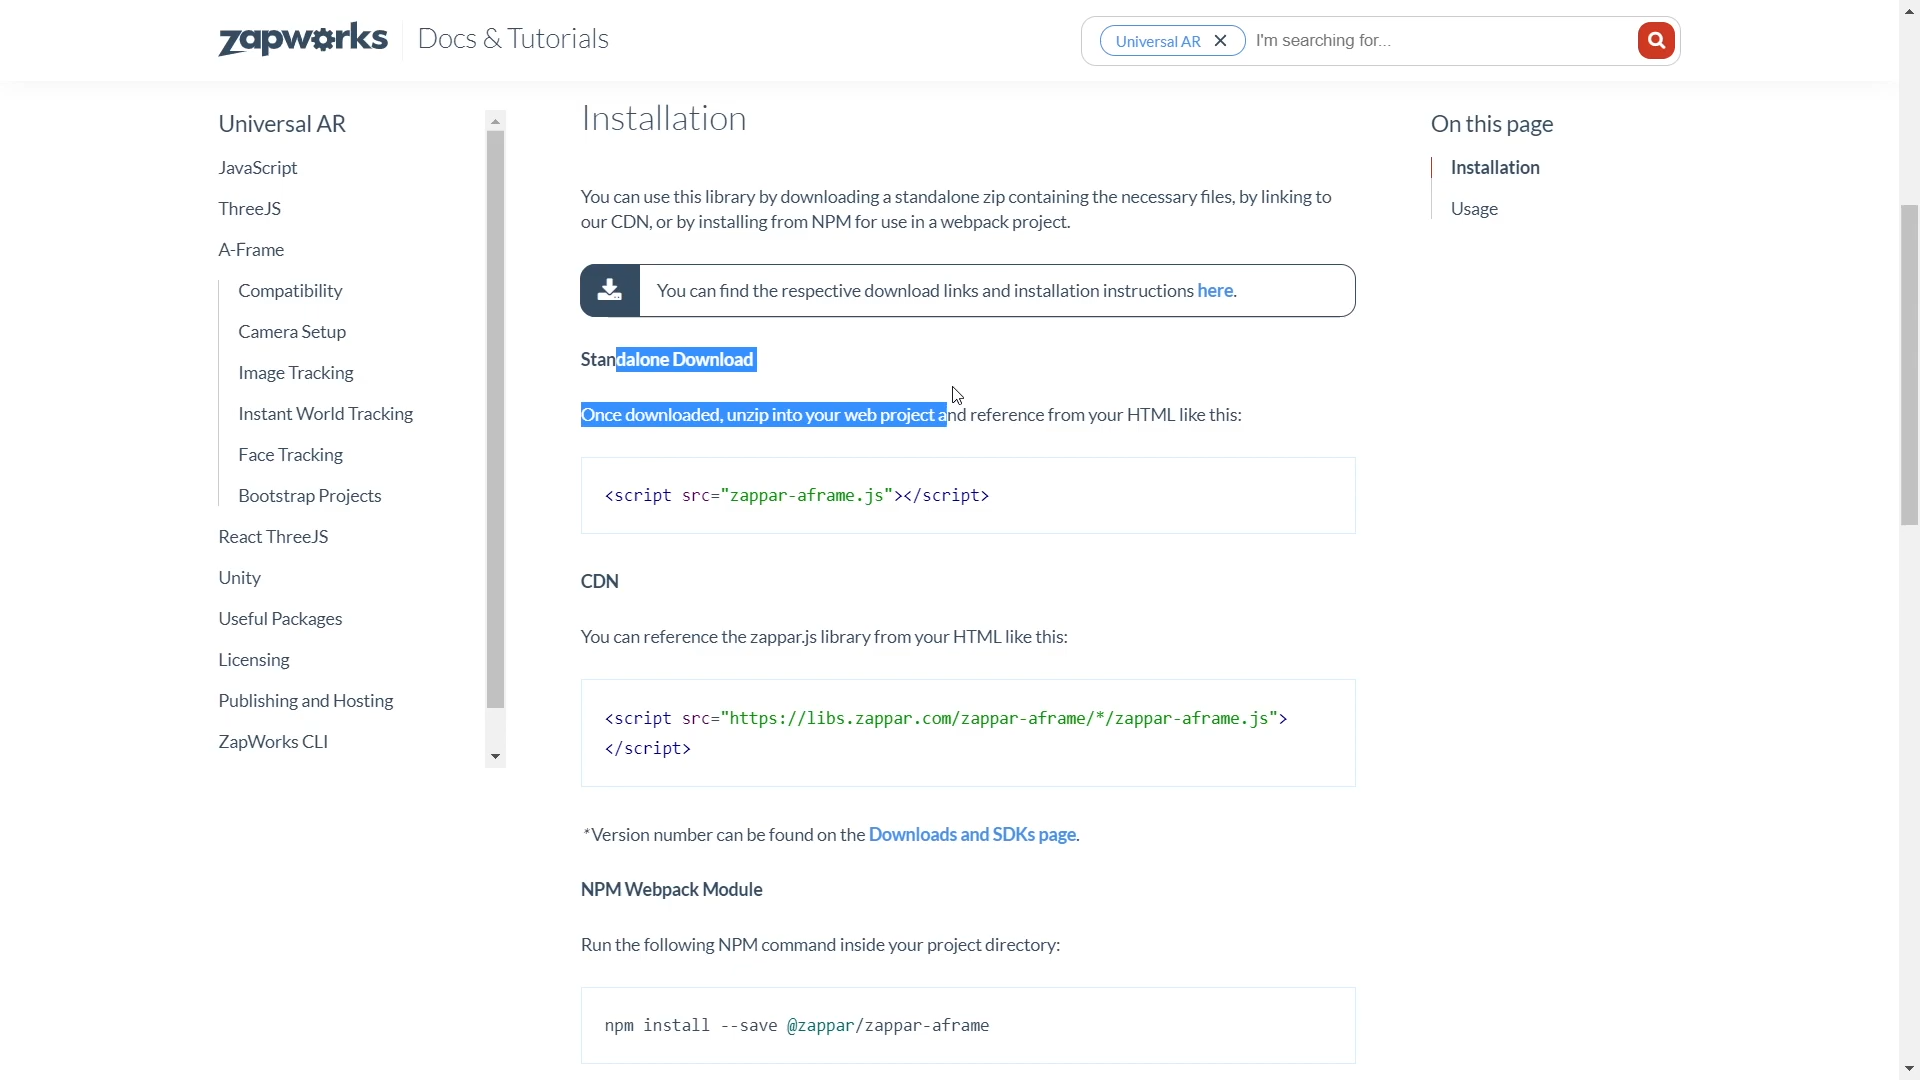 zapworks Docs & Tutorials
Universal AR I'm searching for...
Universal AR
JavaScript
ThreeJS
A-Frame
Compatibility
Camera Setup
Image Tracking
Instant World Tracking
Face Tracking
Bootstrap Projects
React ThreeJS
Unity
Useful Packages
Licensing
Publishing and Hosting
ZapWorks CLI
Installation
You can use this library by downloading a standalone zip containing the necessary files, by linking to
our CDN, or by installing from NPM for use in a webpack project.
You can find the respective download links and installation instructions here.
Standalone Download
Once downloaded, unzip into your web project and reference from your HTML like this:
<script src="zappar-aframe.js"></script>
CDN
You can reference the zappar.js library from your HTML like this:
<script src="https://libs.zappar.com/zappar-aframe/*/zappar-aframe.js">
</script>
*Version number can be found on the Downloads and SDKs page.
NPM Webpack Module
Run the following NPM command inside your project directory:
npm install --save @zappar/zappar-aframe
On this page
Installation
Usage